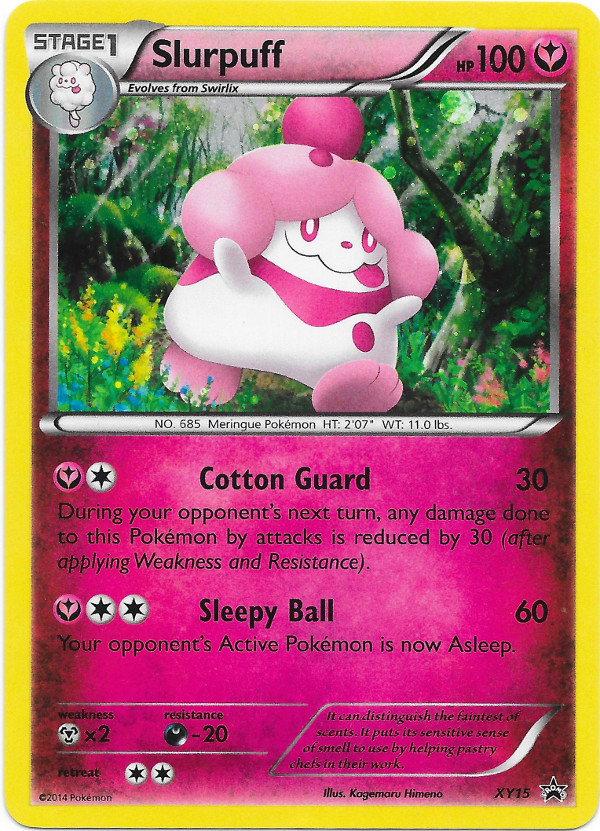 STAGE1
Slurpuff
HP100
Evolves from Swirlix
NO. 685 Meringue Pokémon HT: 2'07" WT: 11.0 lbs.
Cotton Guard 30
During your opponent's next turn, any damage done
to this Pokémon by attacks is reduced by 30 (after
applying Weakness and Resistance).
Sleepy Ball 60
Your opponent's Active Pokémon is now Asleep.
weakness resistance
x2 -20
It can distinguish the faintest of
scents. It puts its sensitive sense
of smell to use by helping pastry
chefs in their work.
retreat
©2014 Pokémon
Illus. Kagemaru Himeno
XY15
PROMO